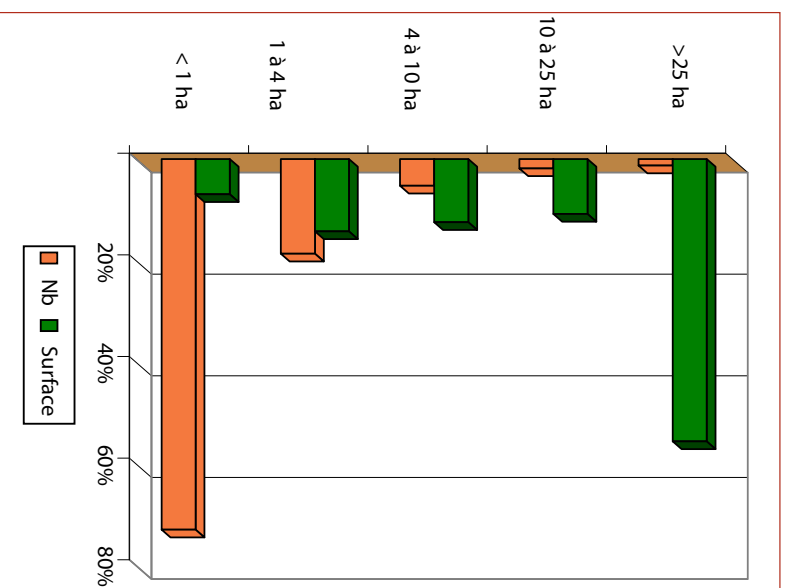 < 1 ha
1 à 4 ha
4 à 10 ha
10 à 25 ha
>25 ha
20%
40%
60%
80%
Nb Surface